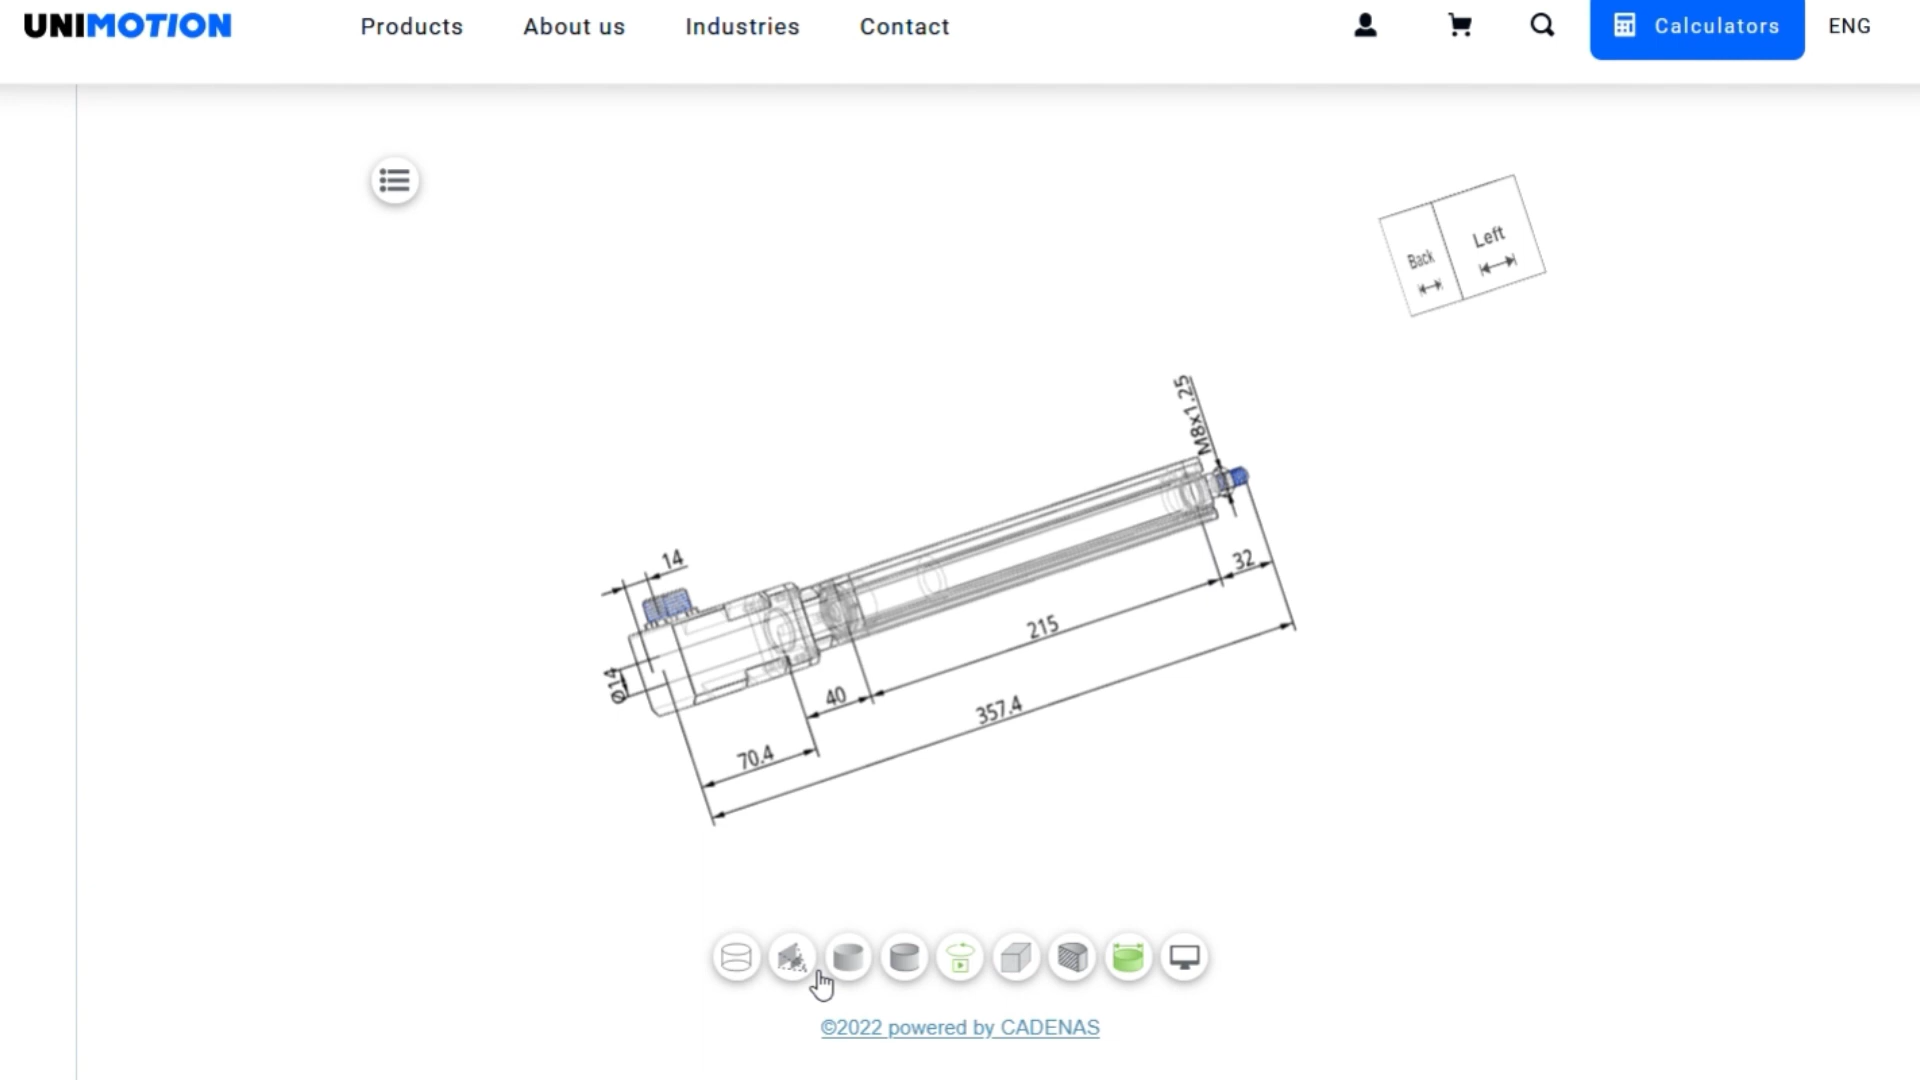 UNIMOTION
Products
About us
Industries
Contact
Calculators
ENG
Back
Left
M8x1.25
14
32
215
Ø14
40
357.4
70.4
©2022 powered by CADENAS